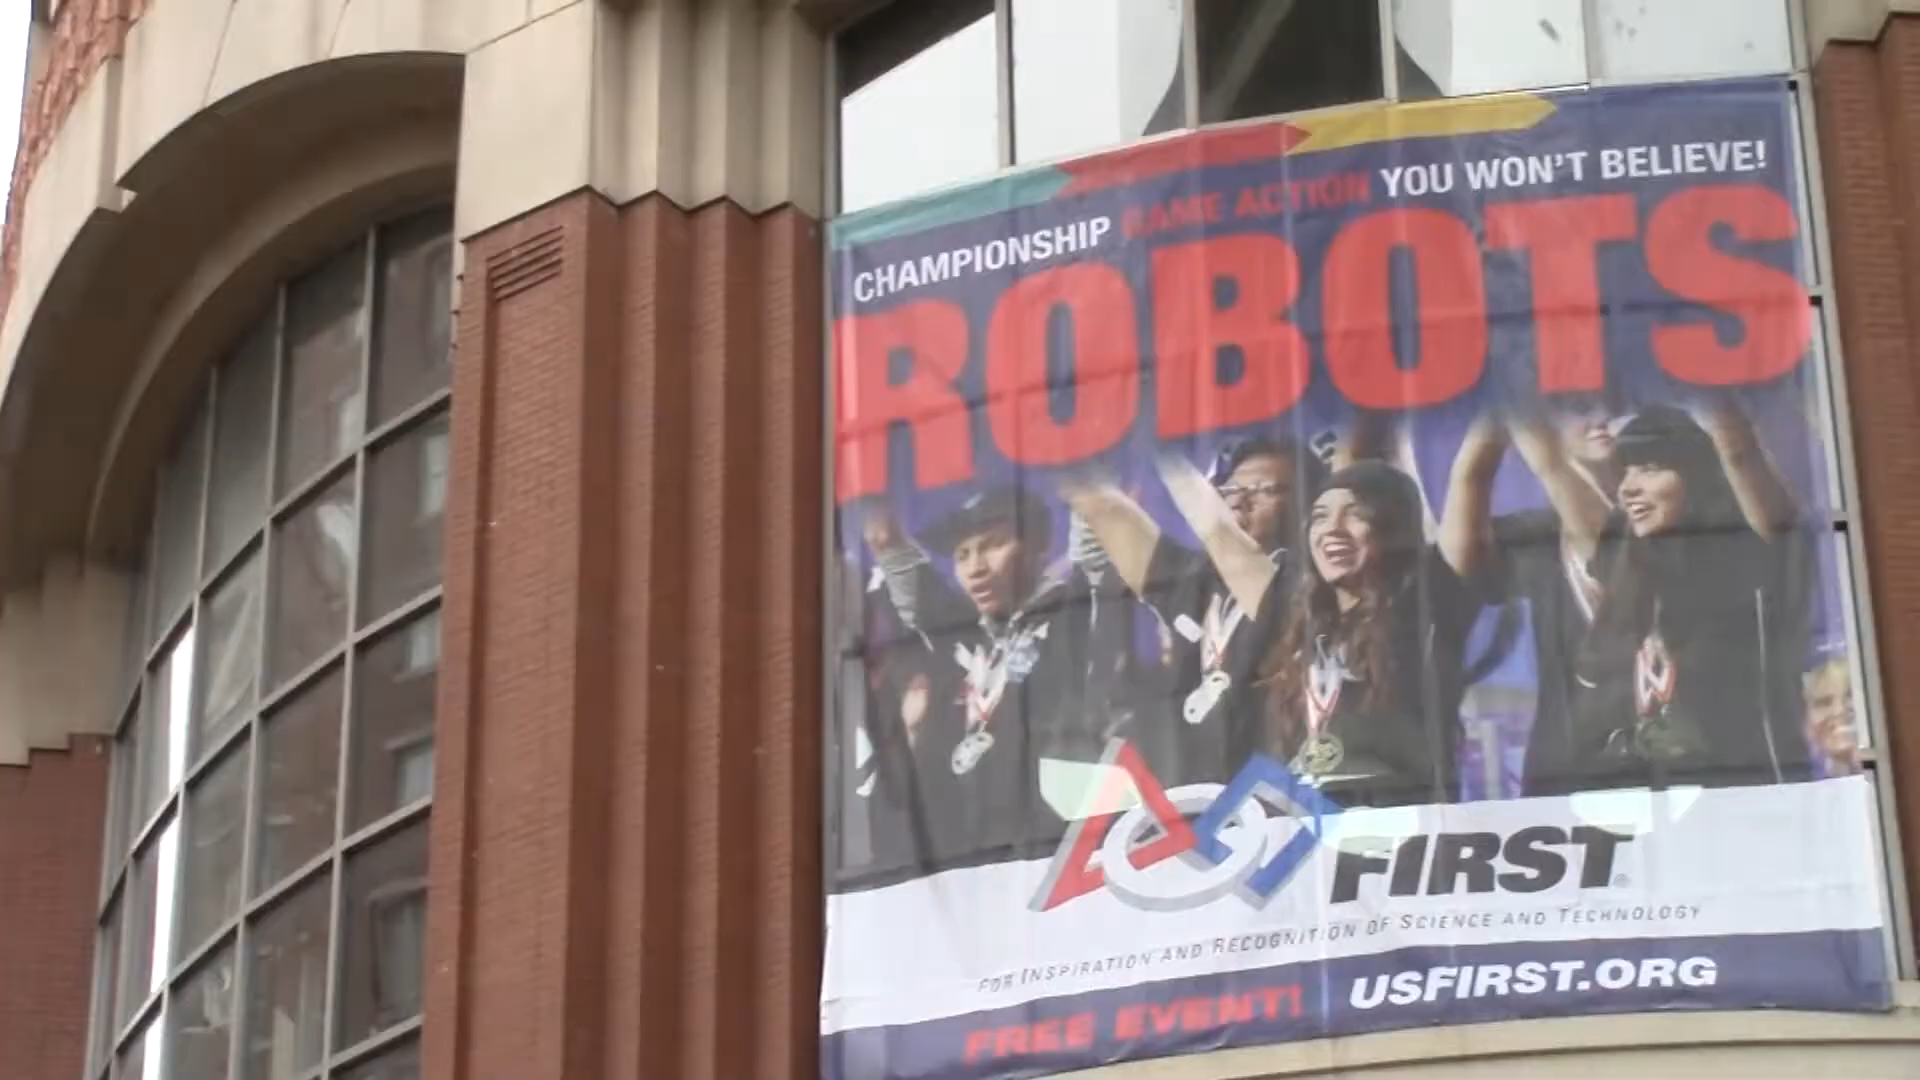 CHAMPIONSHIP GAME ACTION YOU WON'T BELIEVE!
ROBOTS
FIRST®
FOR INSPIRATION AND RECOGNITION OF SCIENCE AND TECHNOLOGY
FREE EVENT! USFIRST.ORG